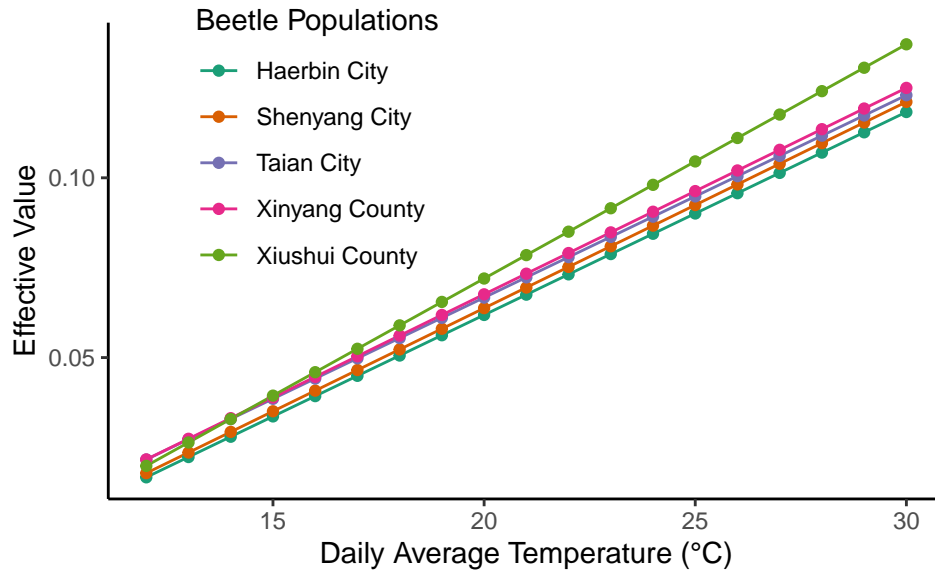 Beetle Populations
Haerbin City
Shenyang City
Taian City
Xinyang County
Xiushui County
Effective Value
0.10
0.05
15
20
25
30
Daily Average Temperature (°C)